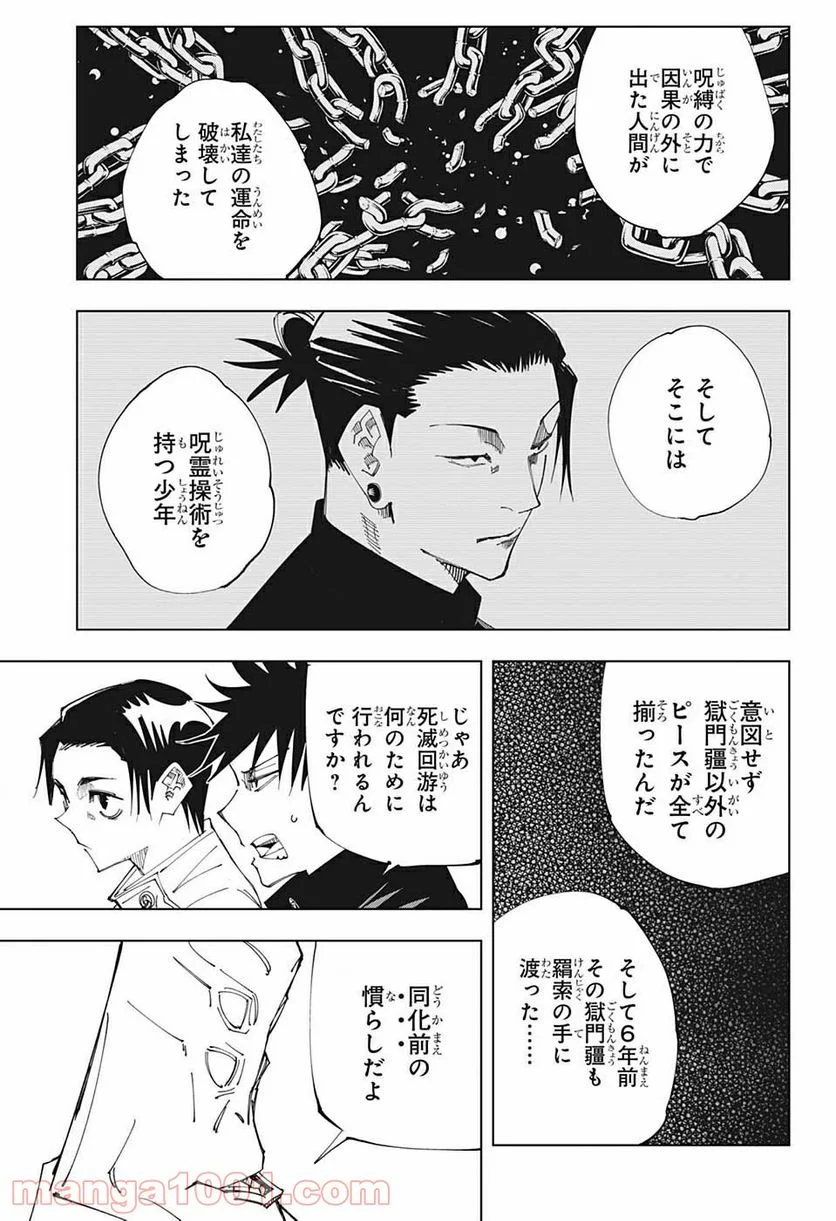 呪縛の力で
因果の外に
出た人間が
私達の運命を
破壊して
しまった
そして
そこには
呪霊操術を
持つ少年
意図せず
獄門疆以外の
ピースが全て
揃ったんだ
そして6年前
その獄門疆も
羂索の手に
渡った……
じゃあ
死滅回游は
何のために
行われるん
ですか?
同化前の
慣らしだよ
manga1001.com